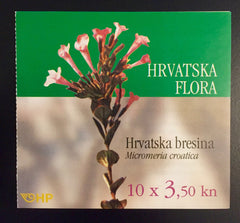 HRVATSKA
FLORA
Hrvatska bresina
Micromeria croatica
10 x 3,50 kn
HP